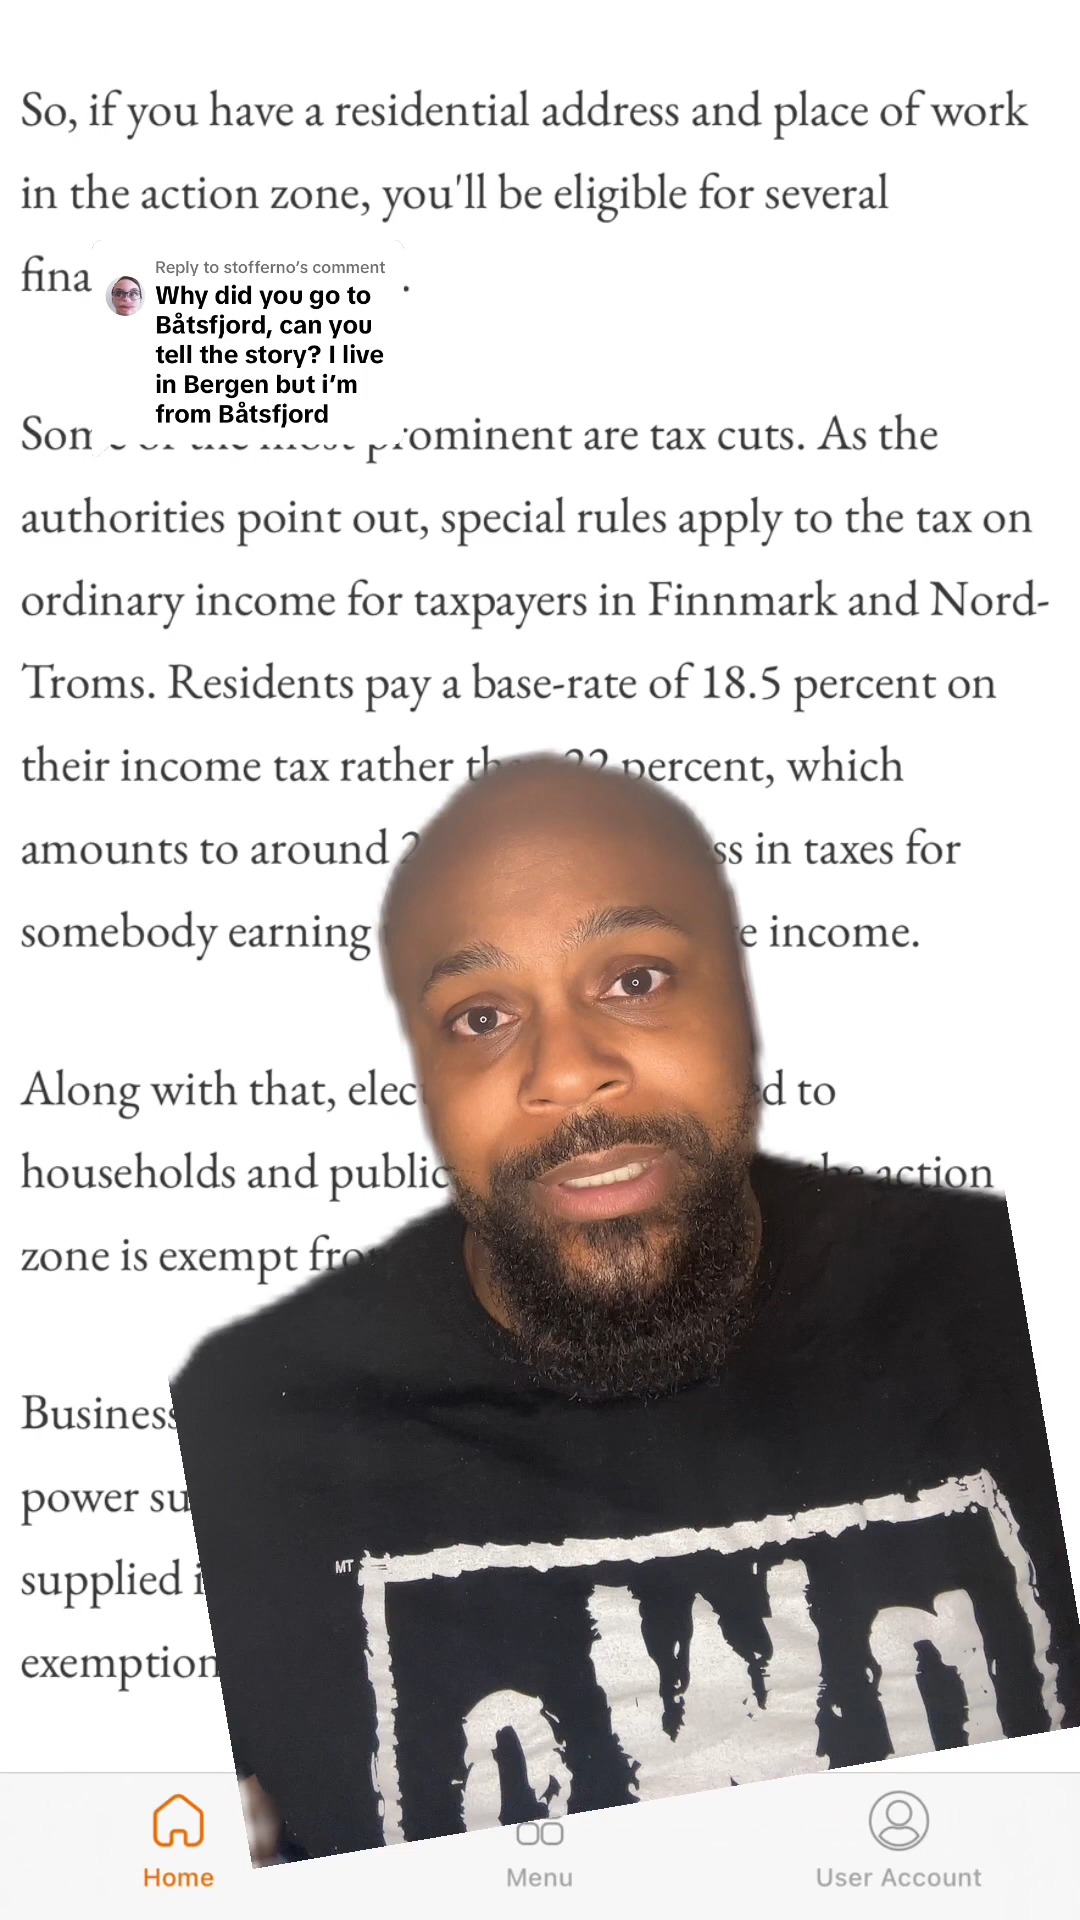 So, if you have a residential address and place of work
in the action zone, you'll be eligible for several
Reply to stofferno's comment
Why did you go to
Båtsfjord, can you
tell the story? I live
in Bergen but i'm
from Båtsfjord
prominent are tax cuts. As the
authorities point out, special rules apply to the tax on
ordinary income for taxpayers in Finnmark and Nord-
Troms. Residents pay a base-rate of 18.5 percent on
their income tax rather than 22 percent, which
amounts to around in taxes for
somebody earning income.
Along with that, to
households and public the action
zone is exempt from
Business
power
supplied
exemption
MT
nWo
Home
Menu
User Account